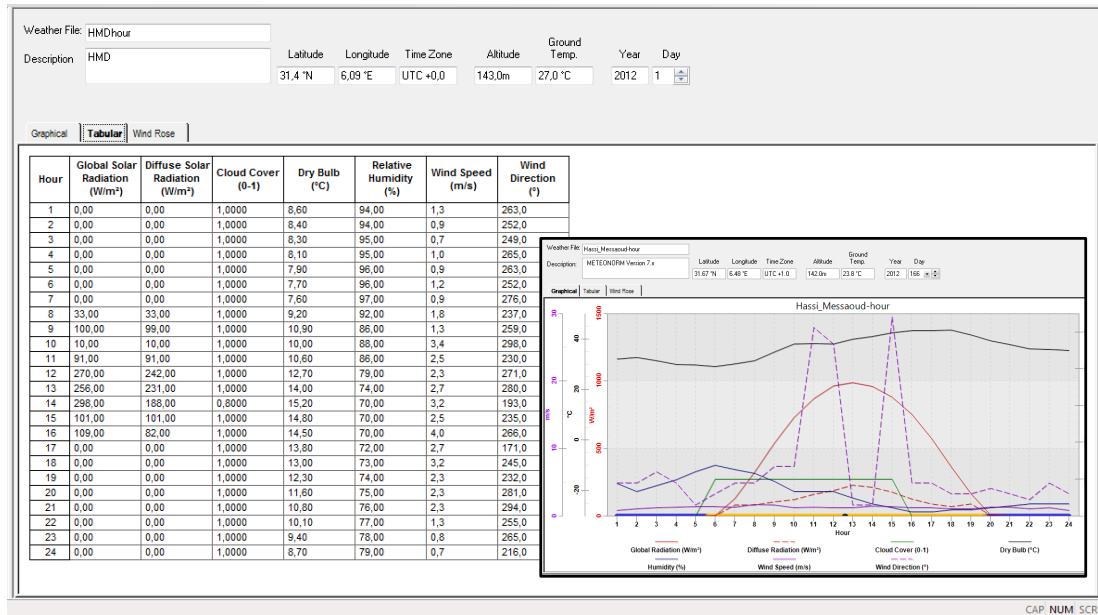 Weather File: HMDhour
Description HMD
Latitude Longitude Time Zone Altitude Ground Temp. Year Day
31,4 °N 6,09 °E UTC +0,0 143,0m 27,0 °C 2012 1
Graphical Tabular Wind Rose
Hour Global Solar Radiation (W/m²) Diffuse Solar Radiation (W/m²) Cloud Cover (0-1) Dry Bulb (°C) Relative Humidity (%) Wind Speed (m/s) Wind Direction (°)
1 0,00 0,00 1,0000 8,60 94,00 1,3 263,0
2 0,00 0,00 1,0000 8,40 94,00 0,9 252,0
3 0,00 0,00 1,0000 8,30 95,00 0,7 249,0
4 0,00 0,00 1,0000 8,10 95,00 1,0 265,0
5 0,00 0,00 1,0000 7,90 96,00 0,9 263,0
6 0,00 0,00 1,0000 7,70 96,00 1,2 252,0
7 0,00 0,00 1,0000 7,60 97,00 0,9 276,0
8 33,00 33,00 1,0000 9,20 92,00 1,8 237,0
9 100,00 99,00 1,0000 10,90 86,00 1,3 259,0
10 10,00 10,00 1,0000 10,00 88,00 3,4 298,0
11 91,00 91,00 1,0000 10,60 86,00 2,5 230,0
12 270,00 242,00 1,0000 12,70 79,00 2,3 271,0
13 256,00 231,00 1,0000 14,00 74,00 2,7 280,0
14 298,00 188,00 0,8000 15,20 70,00 3,2 193,0
15 101,00 101,00 1,0000 14,80 70,00 2,5 235,0
16 109,00 82,00 1,0000 14,50 70,00 4,0 266,0
17 0,00 0,00 1,0000 13,80 72,00 2,7 171,0
18 0,00 0,00 1,0000 13,00 73,00 3,2 245,0
19 0,00 0,00 1,0000 12,30 74,00 2,3 232,0
20 0,00 0,00 1,0000 11,60 75,00 2,3 281,0
21 0,00 0,00 1,0000 10,80 76,00 2,3 294,0
22 0,00 0,00 1,0000 10,10 77,00 1,3 255,0
23 0,00 0,00 1,0000 9,40 78,00 0,8 265,0
24 0,00 0,00 1,0000 8,70 79,00 0,7 216,0
Weather File: Hassi_Messaoud-hour
Description: METEONORM Version 7.x
Latitude Longitude Time Zone Altitude Ground Temp. Year Day
31.67 °N 6.48 °E UTC +1.0 142.0m 23.8 °C 2012 166
Graphical Tabular Wind Rose
Hassi_Messaoud-hour
30 20 10 0
m/s
40 20 0 -20
°C
1500 1000 500 0
W/m²
1 2 3 4 5 6 7 8 9 10 11 12 13 14 15 16 17 18 19 20 21 22 23 24
Hour
Global Radiation (W/m²) Diffuse Radiation (W/m²) Cloud Cover (0-1) Dry Bulb (°C)
Humidity (%) Wind Speed (m/s) Wind Direction (°)
CAP NUM SCR